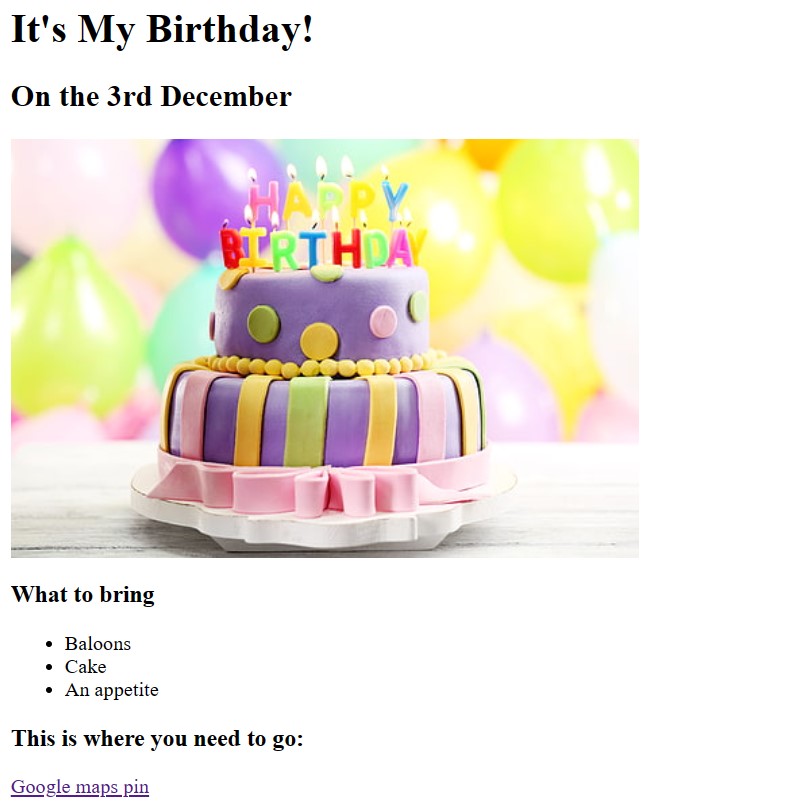 It's My Birthday!
On the 3rd December
HAPPY
BIRTHDAY
What to bring
Baloons
Cake
An appetite
This is where you need to go:
Google maps pin